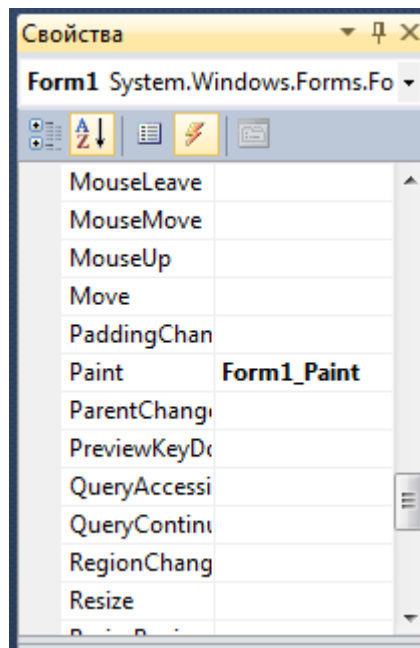 Свойства
Form1 System.Windows.Forms.Fo
MouseLeave
MouseMove
MouseUp
Move
PaddingChan
Paint Form1_Paint
ParentChang
PreviewKeyD
QueryAccessi
QueryContinu
RegionChang
Resize